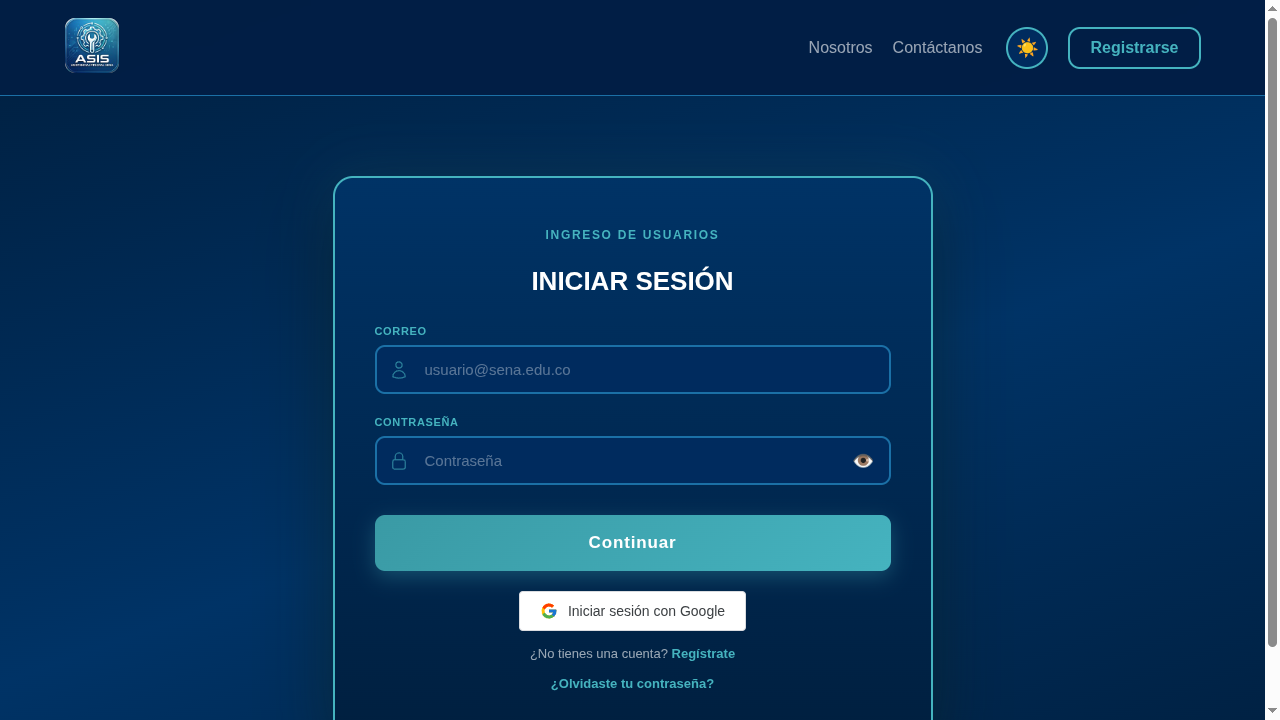 ASIS
Nosotros
Contáctanos
Registrarse
INGRESO DE USUARIOS
INICIAR SESIÓN
CORREO
usuario@sena.edu.co
CONTRASEÑA
Contraseña
Continuar
Iniciar sesión con Google
¿No tienes una cuenta? Regístrate
¿Olvidaste tu contraseña?